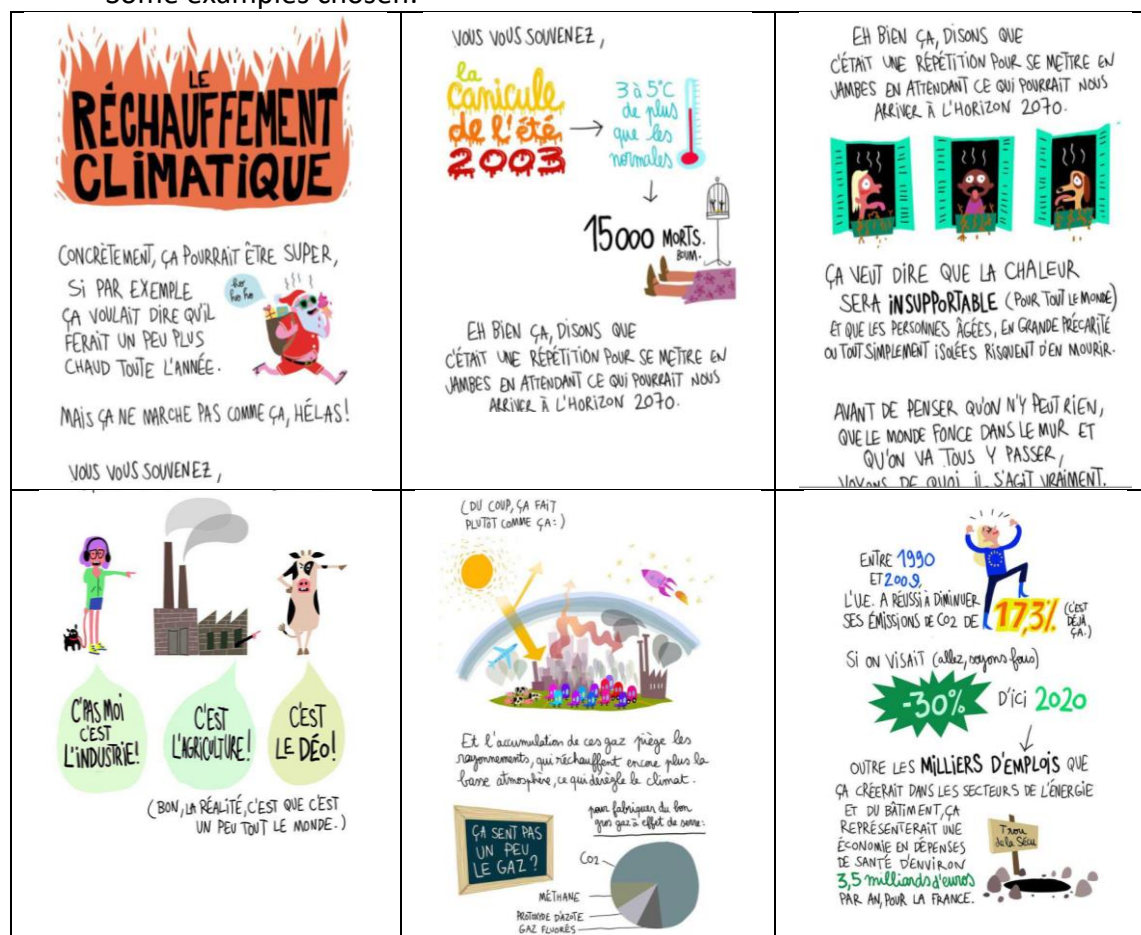 Some examples chosen:
LE
RÉCHAUFFEMENT
CLIMATIQUE
CONCRÈTEMENT, ÇA POURRAIT ÊTRE SUPER,
SI PAR EXEMPLE
ÇA VOULAIT DIRE QU'IL
FERAIT UN PEU PLUS
CHAUD TOUTE L'ANNÉE.
ho
ho ho
MAIS ÇA NE MARCHE PAS COMME ÇA, HÉLAS!
VOUS VOUS SOUVENEZ,
VOUS VOUS SOUVENEZ,
la
canicule
de l'été
2003
3 à 5°C
de plus
que les
normales
15000 MORTS.
BOUM.
EH BIEN ÇA, DISONS QUE
C'ÉTAIT UNE RÉPÉTITION POUR SE METTRE EN
JAMBES EN ATTENDANT CE QUI POURRAIT NOUS
ARRIVER À L'HORIZON 2070.
EH BIEN ÇA, DISONS QUE
C'ÉTAIT UNE RÉPÉTITION POUR SE METTRE EN
JAMBES EN ATTENDANT CE QUI POURRAIT NOUS
ARRIVER À L'HORIZON 2070.
ÇA VEUT DIRE QUE LA CHALEUR
SERA INSUPPORTABLE (POUR TOUT LE MONDE)
ET QUE LES PERSONNES ÂGÉES, EN GRANDE PRÉCARITÉ
OU TOUT SIMPLEMENT ISOLÉES RISQUENT D'EN MOURIR.
AVANT DE PENSER QU'ON N'Y PEUT RIEN,
QUE LE MONDE FONCE DANS LE MUR ET
QU'ON VA TOUS Y PASSER,
VOYONS DE QUOI IL S'AGIT VRAIMENT.
C'PAS MOI
C'EST
L'INDUSTRIE!
C'EST
L'AGRICULTURE!
C'EST
LE DÉO!
(BON, LA RÉALITÉ, C'EST QUE C'EST
UN PEU TOUT LE MONDE.)
(DU COUP, ÇA FAIT
PLUTÔT COMME ÇA:)
Et l'accumulation de ces gaz piège les
rayonnements, qui réchauffent encore plus la
basse atmosphère, ce qui dérègle le climat.
ÇA SENT PAS
UN PEU
LE GAZ?
pour fabriquer du bon
gros gaz à effet de serre:
CO2
MÉTHANE
PROTOXYDE D'AZOTE
GAZ FLUORÉS
ENTRE 1990
ET 2009,
L'U.E. A RÉUSSI À DIMINUER
SES ÉMISSIONS DE CO2 DE 17,3% (C'EST
DÉJÀ
ÇA.)
SI ON VISAIT (allez, soyons fous)
-30% D'ICI 2020
OUTRE LES MILLIERS D'EMPLOIS QUE
ÇA CRÉERAIT DANS LES SECTEURS DE L'ÉNERGIE
ET DU BÂTIMENT, ÇA
REPRÉSENTERAIT UNE
ÉCONOMIE EN DÉPENSES
DE SANTÉ D'ENVIRON
3,5 milliards d'euros
PAR AN, POUR LA FRANCE.
Trou
de la Sécu